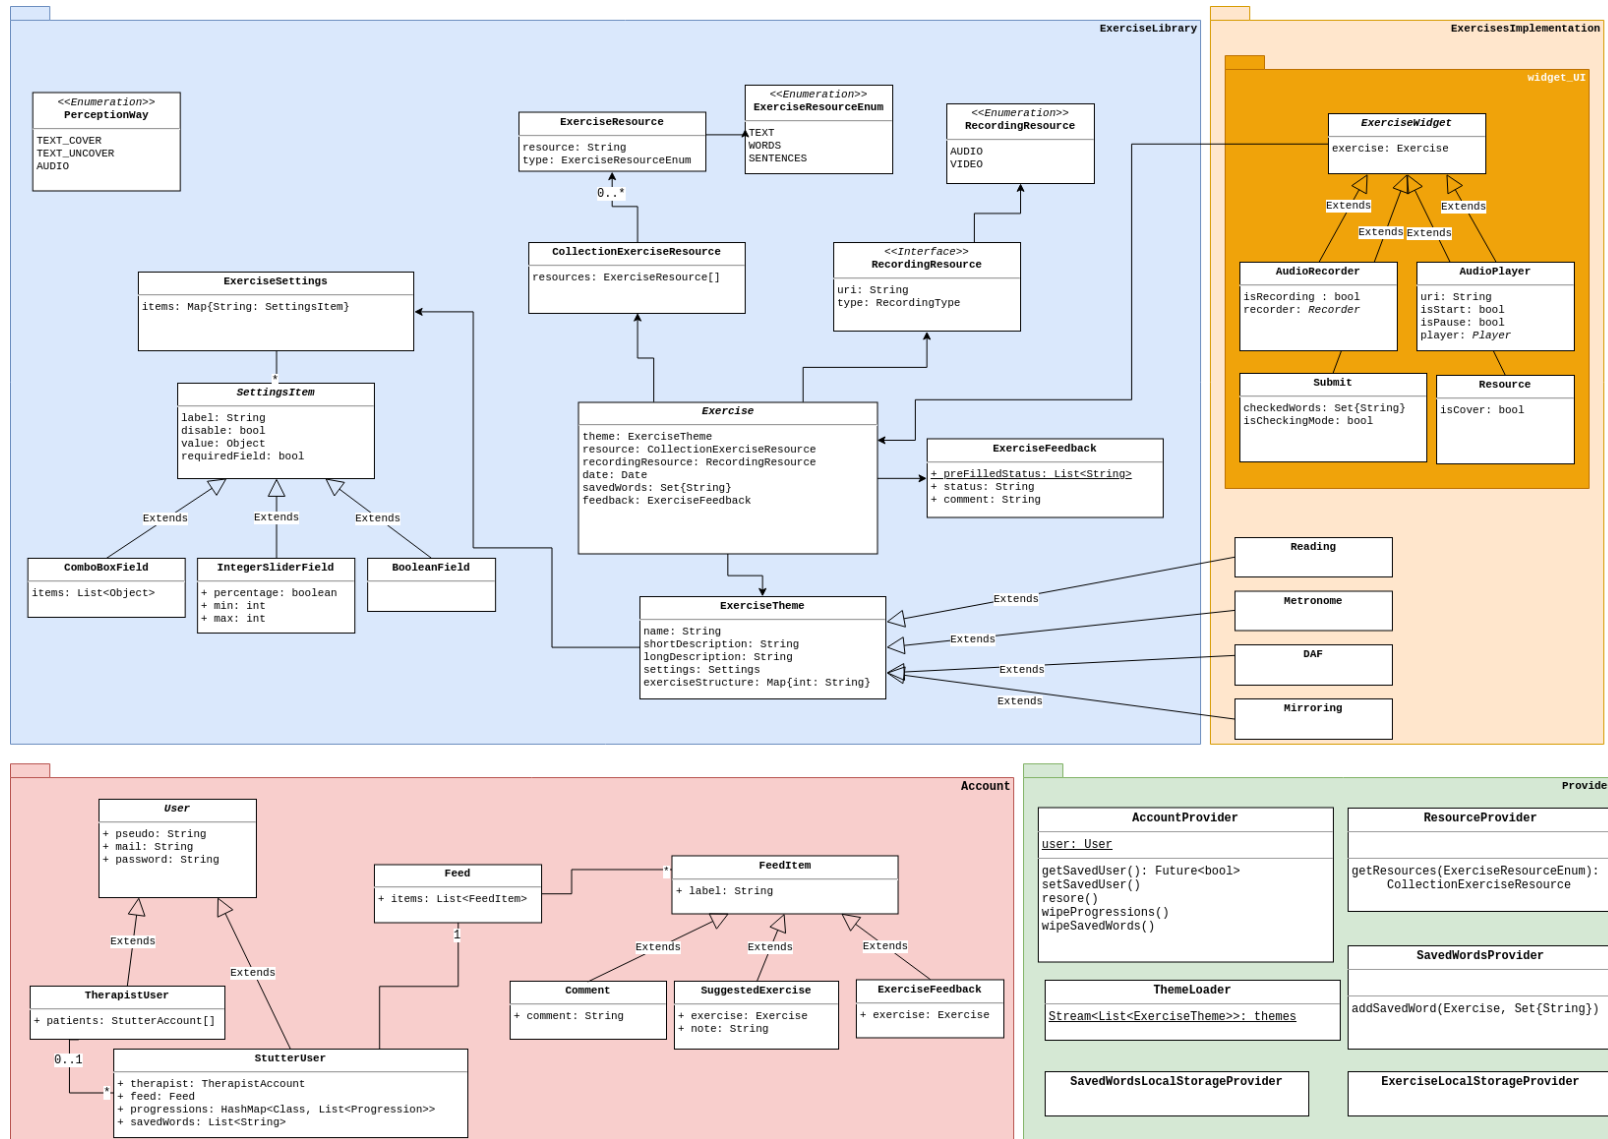 ExerciseLibrary
<<Enumeration>>
PerceptionWay
TEXT_COVER
TEXT_UNCOVER
AUDIO
ExerciseResource
resource: String
type: ExerciseResourceEnum
<<Enumeration>>
ExerciseResourceEnum
TEXT
WORDS
SENTENCES
<<Enumeration>>
RecordingResource
AUDIO
VIDEO
0..*
CollectionExerciseResource
resources: ExerciseResource[]
<<Interface>>
RecordingResource
uri: String
type: RecordingType
ExerciseSettings
items: Map{String: SettingsItem}
*
SettingsItem
label: String
disable: bool
value: Object
requiredField: bool
Extends
Extends
Extends
ComboBoxField
items: List<Object>
IntegerSliderField
+ percentage: boolean
+ min: int
+ max: int
BooleanField
Exercise
theme: ExerciseTheme
resource: CollectionExerciseResource
recordingResource: RecordingResource
date: Date
savedWords: Set{String}
feedback: ExerciseFeedback
ExerciseFeedback
+ preFilledStatus: List<String>
+ status: String
+ comment: String
ExerciseTheme
name: String
shortDescription: String
longDescription: String
settings: Settings
exerciseStructure: Map{int: String}
Extends
Extends
Extends
Extends
ExercisesImplementation
widget_UI
ExerciseWidget
exercise: Exercise
Extends
Extends
Extends
Extends
AudioRecorder
isRecording : bool
recorder: Recorder
AudioPlayer
uri: String
isStart: bool
isPause: bool
player: Player
Submit
checkedWords: Set{String}
isCheckingMode: bool
Resource
isCover: bool
Reading
Metronome
DAF
Mirroring
Account
User
+ pseudo: String
+ mail: String
+ password: String
Extends
Extends
Feed
+ items: List<FeedItem>
1
*
FeedItem
+ label: String
Extends
Extends
Extends
Comment
+ comment: String
SuggestedExercise
+ exercise: Exercise
+ note: String
ExerciseFeedback
+ exercise: Exercise
TherapistUser
+ patients: StutterAccount[]
0..1
*
StutterUser
+ therapist: TherapistAccount
+ feed: Feed
+ progressions: HashMap<Class, List<Progression>>
+ savedWords: List<String>
Provide
AccountProvider
user: User
getSavedUser(): Future<bool>
setSavedUser()
resore()
wipeProgressions()
wipeSavedWords()
ResourceProvider
getResources(ExerciseResourceEnum):
CollectionExerciseResource
SavedWordsProvider
addSavedWord(Exercise, Set{String})
ThemeLoader
Stream<List<ExerciseTheme>>: themes
SavedWordsLocalStorageProvider
ExerciseLocalStorageProvider